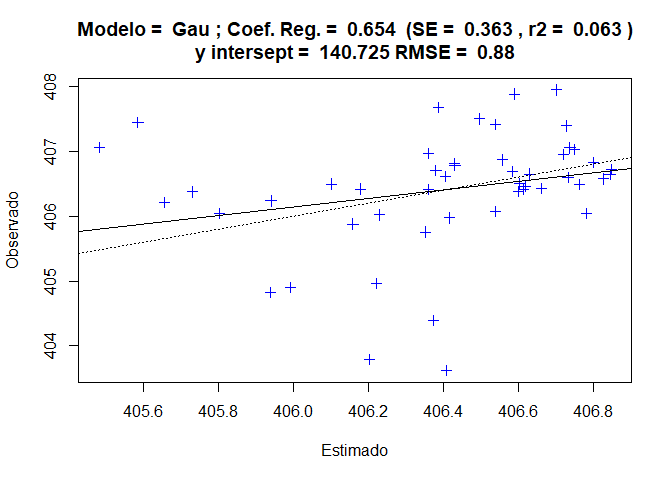 Modelo = Gau ; Coef. Reg. = 0.654 (SE = 0.363 , r2 = 0.063 )
y intersept = 140.725 RMSE = 0.88
408
407
406
405
404
Observado
405.6 405.8 406.0 406.2 406.4 406.6 406.8
Estimado